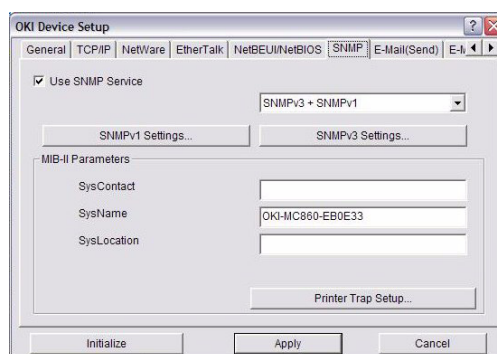 OKI Device Setup
General TCP/IP NetWare EtherTalk NetBEUI/NetBIOS SNMP E-Mail(Send)
Use SNMP Service
SNMPv3 + SNMPv1
SNMPv1 Settings... SNMPv3 Settings...
MIB-II Parameters
SysContact
SysName OKI-MC860-EB0E33
SysLocation
Printer Trap Setup...
Initialize Apply Cancel